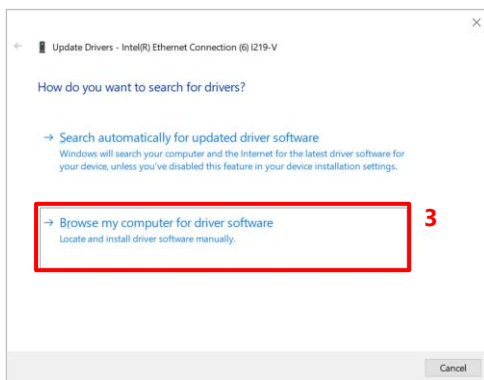 Update Drivers - Intel(R) Ethernet Connection (6) I219-V
How do you want to search for drivers?
→ Search automatically for updated driver software
Windows will search your computer and the Internet for the latest driver software for
your device, unless you've disabled this feature in your device installation settings.
→ Browse my computer for driver software
Locate and install driver software manually.
3
Cancel